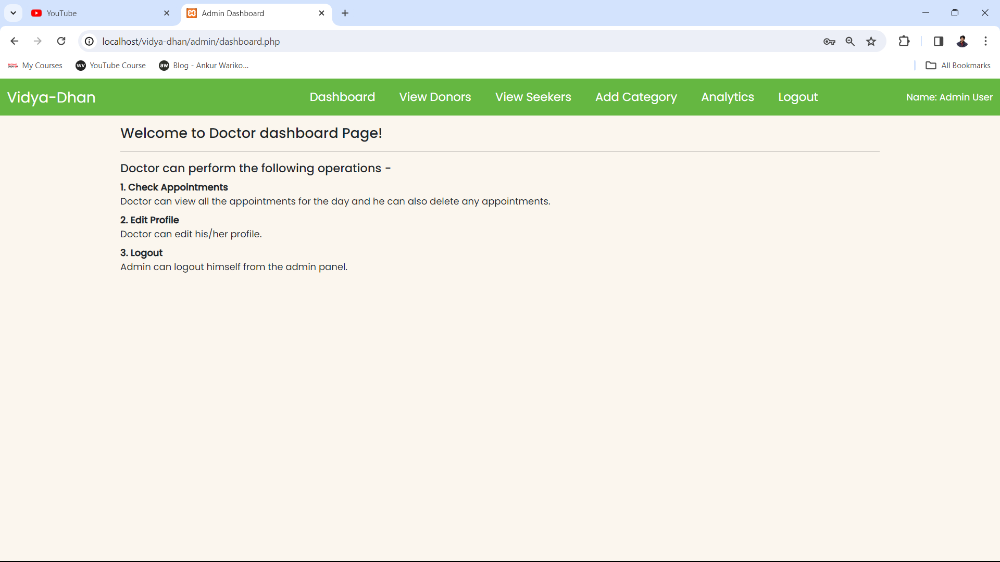 YouTube
Admin Dashboard
localhost/vidya-dhan/admin/dashboard.php
My Courses
wv YouTube Course
aw Blog - Ankur Wariko...
All Bookmarks
Vidya-Dhan
Dashboard
View Donors
View Seekers
Add Category
Analytics
Logout
Name: Admin User
Welcome to Doctor dashboard Page!
Doctor can perform the following operations -
1. Check Appointments
Doctor can view all the appointments for the day and he can also delete any appointments.
2. Edit Profile
Doctor can edit his/her profile.
3. Logout
Admin can logout himself from the admin panel.